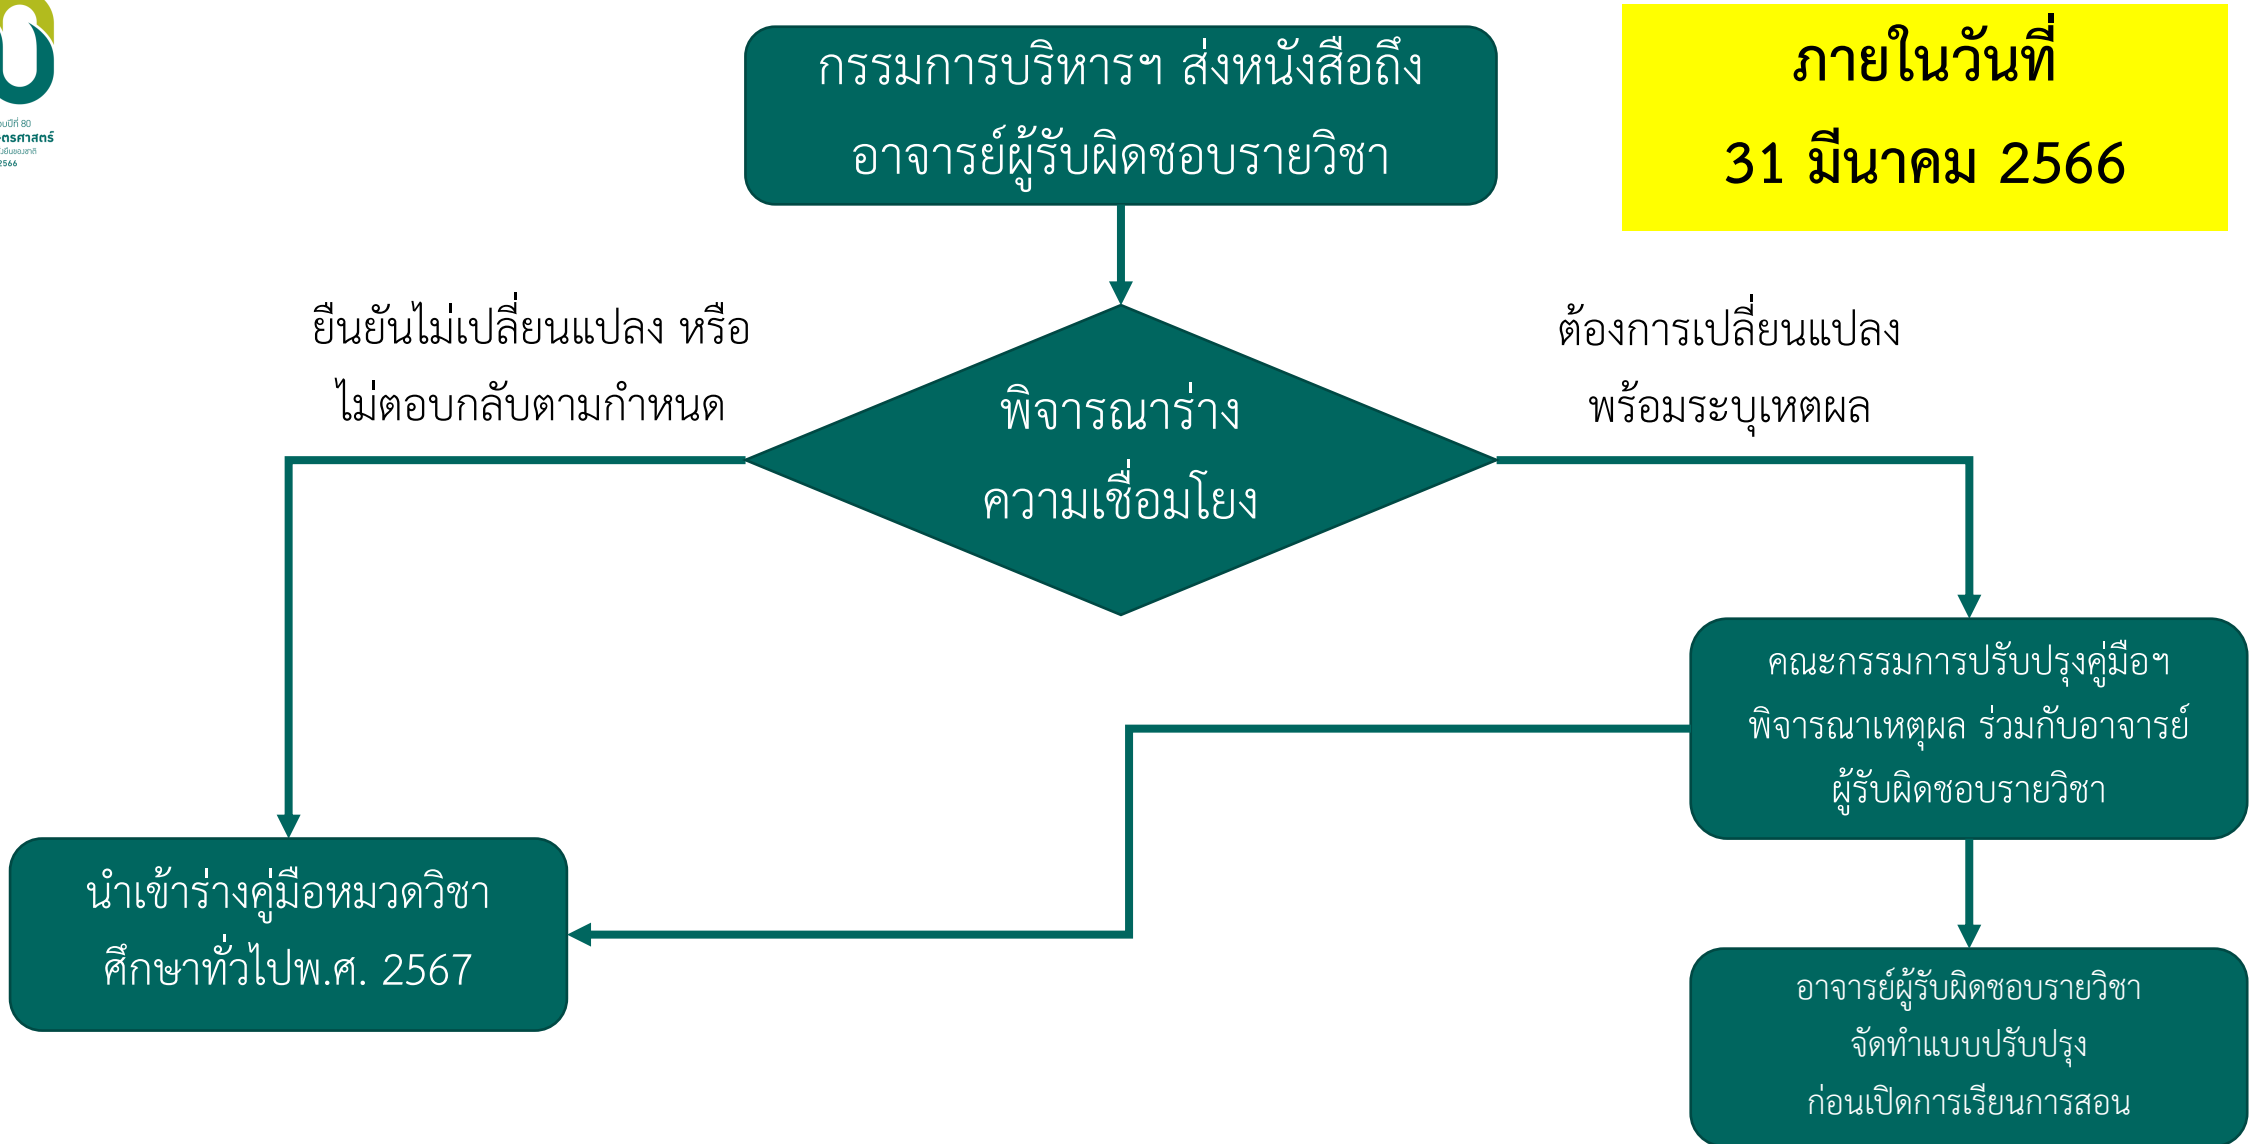 กรรมการบริหารฯ ส่งหนังสือถึง
อาจารย์ผู้รับผิดชอบรายวิชา
ภายในวันที่
31 มีนาคม 2566
ยืนยันไม่เปลี่ยนแปลง หรือ
ไม่ตอบกลับตามกำหนด
ต้องการเปลี่ยนแปลง
พร้อมระบุเหตผล
พิจารณาร่าง
ความเชื่อมโยง
คณะกรรมการปรับปรุงคู่มือฯ
พิจารณาเหตุผล ร่วมกับอาจารย์
ผู้รับผิดชอบรายวิชา
นำเข้าร่างคู่มือหมวดวิชา
ศึกษาทั่วไปพ.ศ. 2567
อาจารย์ผู้รับผิดชอบรายวิชา
จัดทำแบบปรับปรุง
ก่อนเปิดการเรียนการสอน
2566